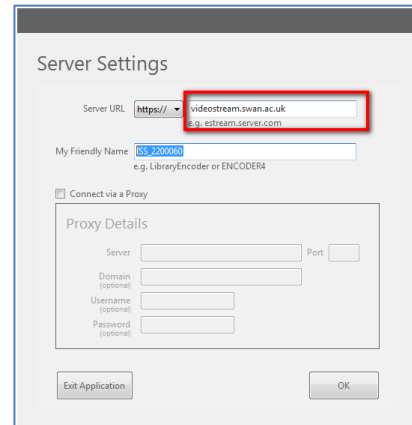 Server Settings
Server URL https:// videostream.swan.ac.uk
e.g. estream.server.com
My Friendly Name ISS_2200060
e.g. LibraryEncoder or ENCODER4
Connect via a Proxy
Proxy Details
Server Port
Domain
(optional)
Username
(optional)
Password
(optional)
Exit Application OK